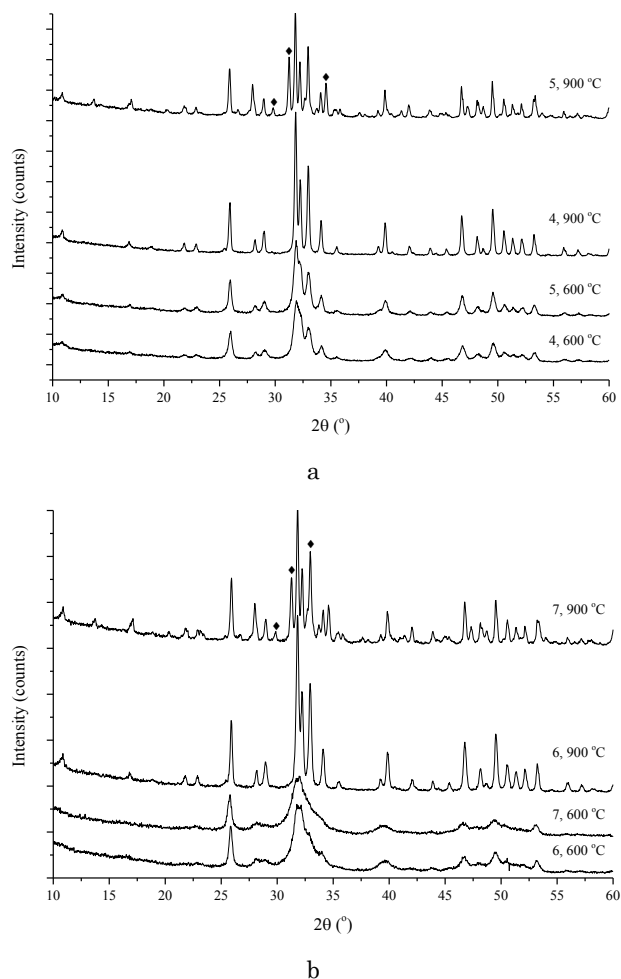 Intensity (counts)
5, 900 °C
4, 900 °C
5, 600 °C
4, 600 °C
10 15 20 25 30 35 40 45 50 55 60
2θ (°)
a
Intensity (counts)
7, 900 °C
6, 900 °C
7, 600 °C
6, 600 °C
10 15 20 25 30 35 40 45 50 55 60
2θ (°)
b